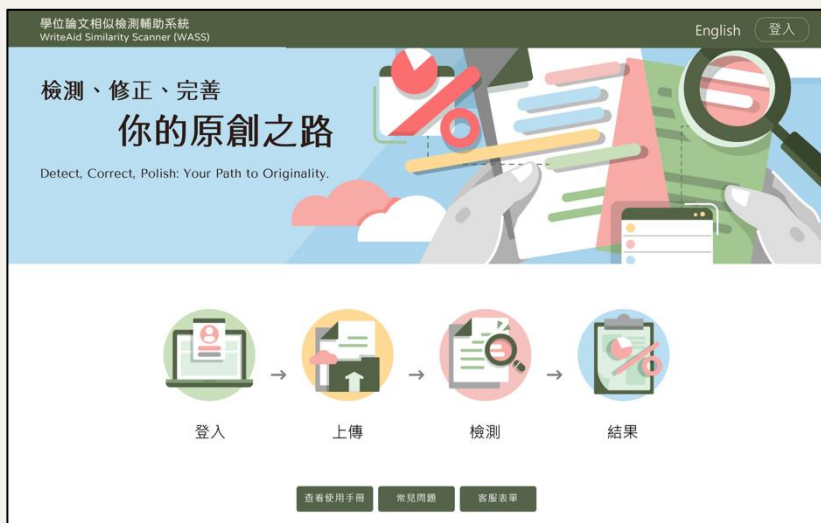 學位論文相似檢測輔助系統
WriteAid Similarity Scanner (WASS)
English
登入
檢測、修正、完善
你的原創之路
Detect, Correct, Polish: Your Path to Originality.
登入
上傳
檢測
結果
查看使用手冊
常見問題
客服表單